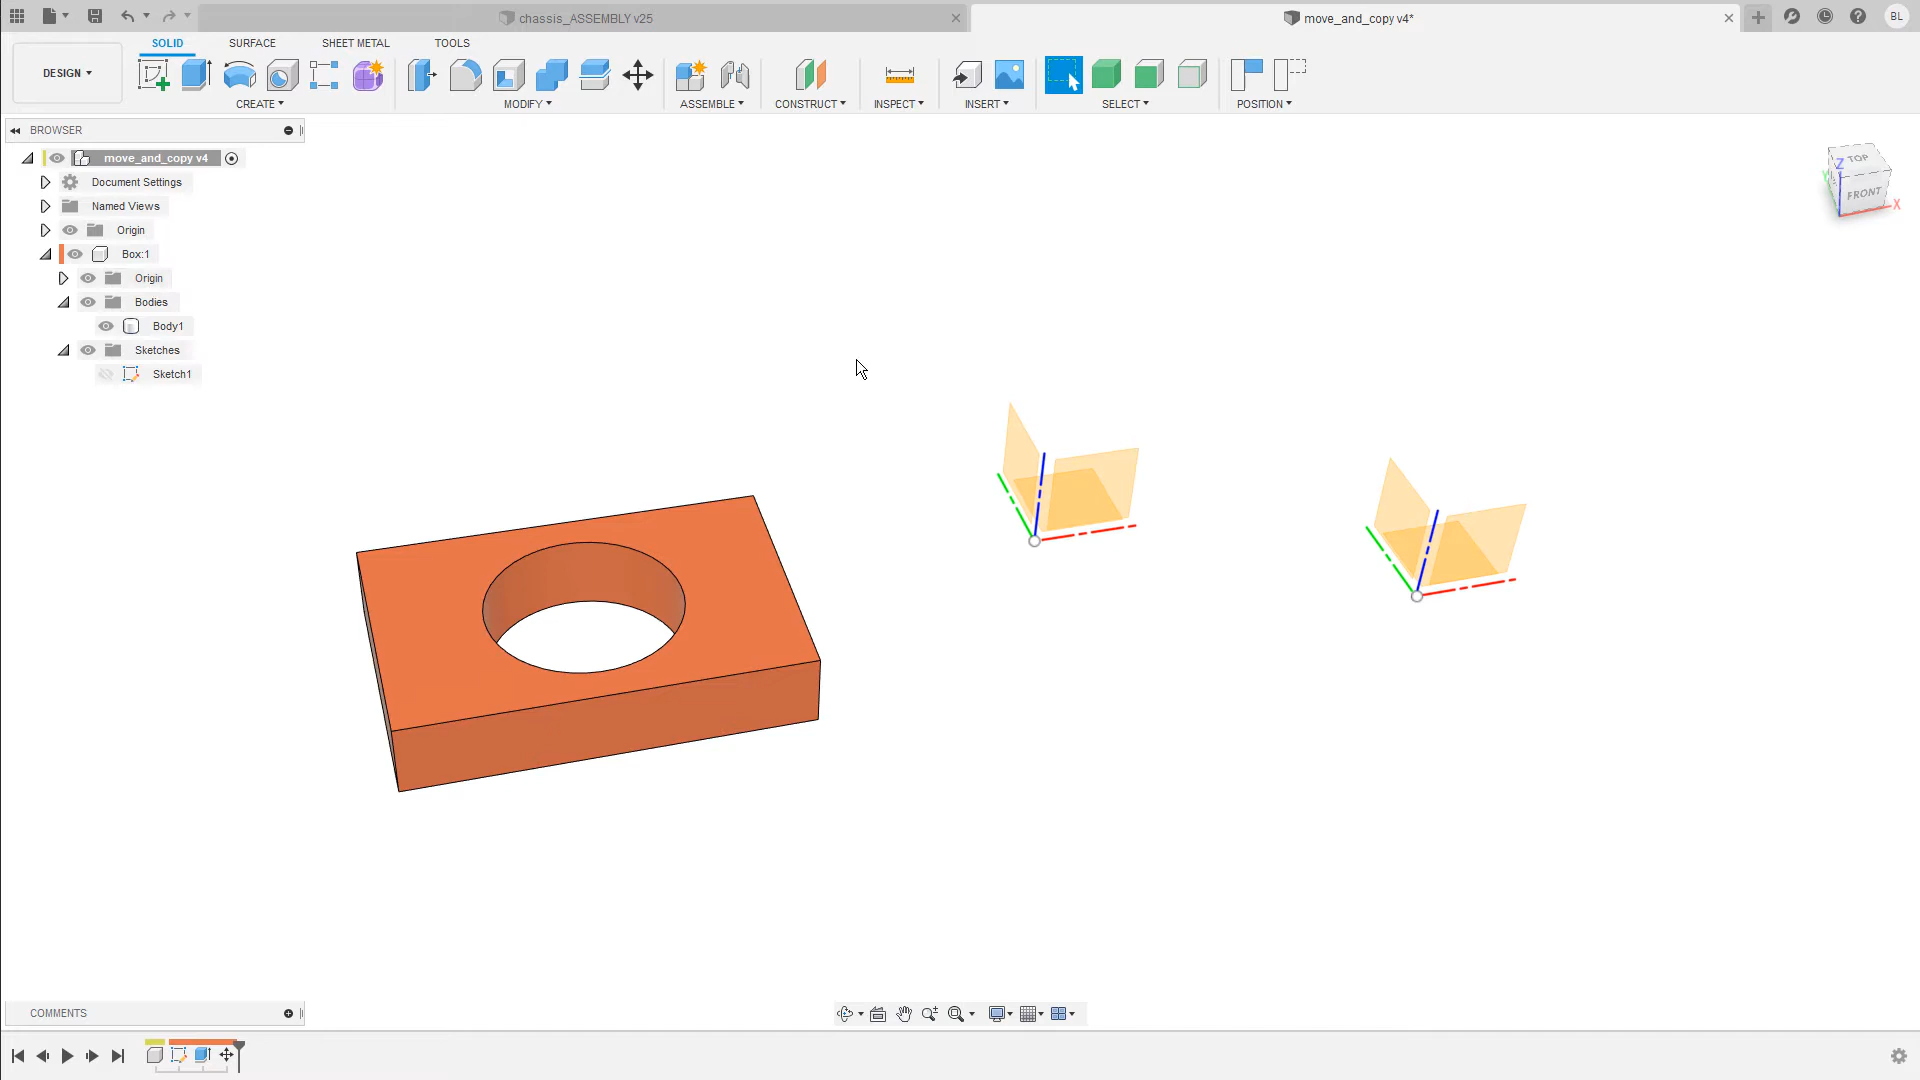 chassis_ASSEMBLY v25
move_and_copy v4*
BL
DESIGN
SOLID
SURFACE
SHEET METAL
TOOLS
CREATE
MODIFY
ASSEMBLE
CONSTRUCT
INSPECT
INSERT
SELECT
POSITION
BROWSER
move_and_copy v4
Document Settings
Named Views
Origin
Box:1
Origin
Bodies
Body1
Sketches
Sketch1
TOP
FRONT
Z
Y
X
COMMENTS